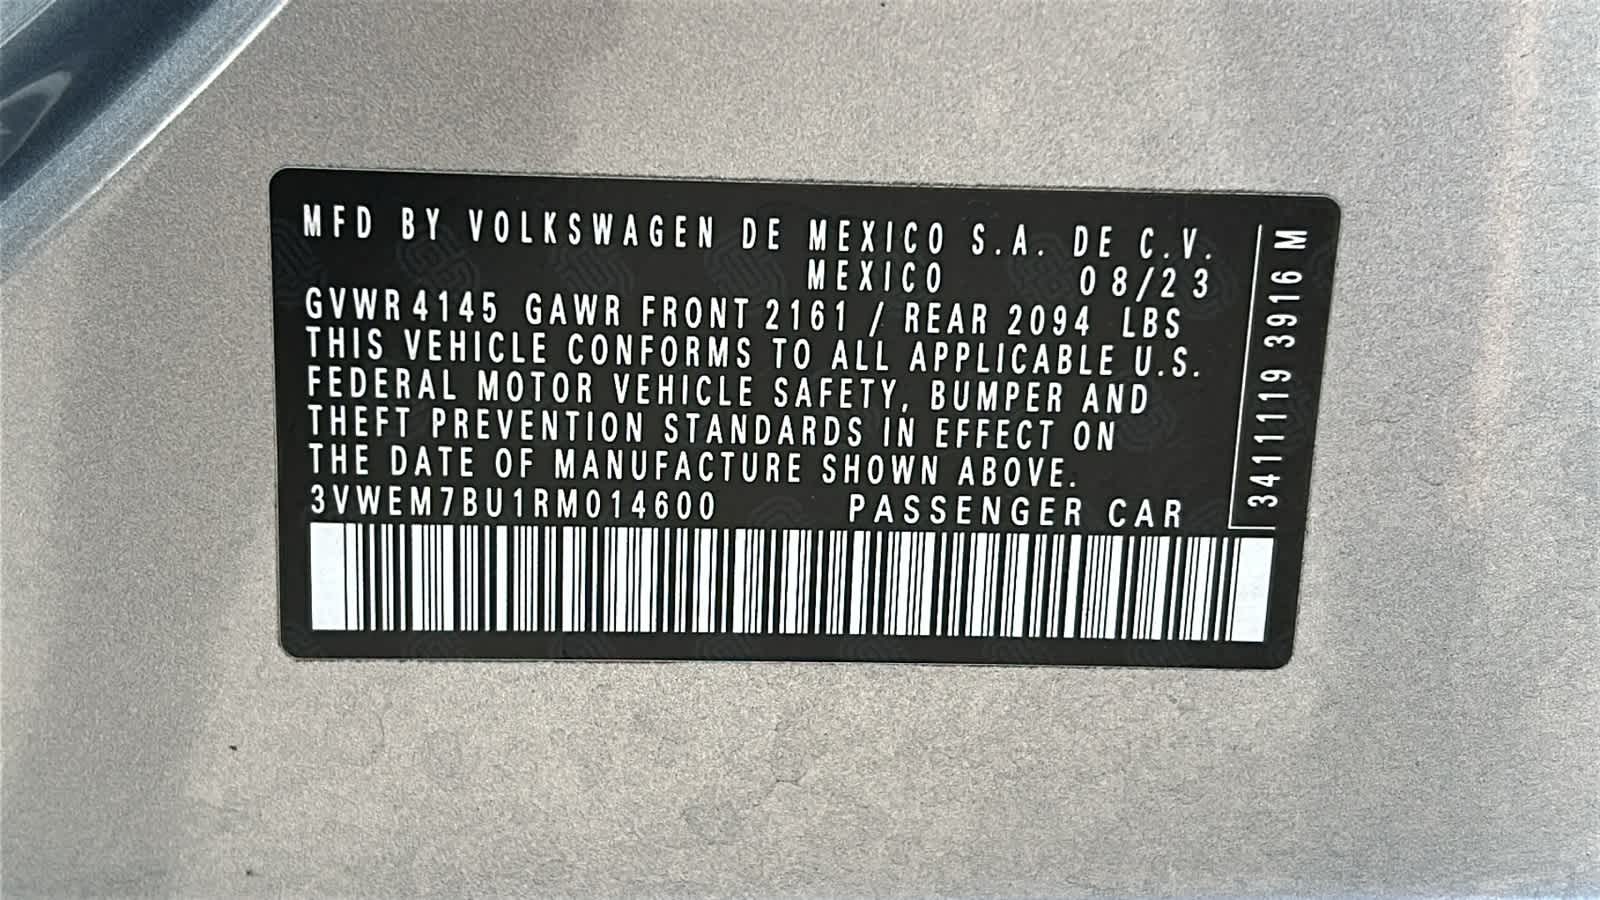 MFD BY VOLKSWAGEN DE MEXICO S.A. DE C.V.
MEXICO 08/23
GVWR 4145 GAWR FRONT 2161 / REAR 2094 LBS
THIS VEHICLE CONFORMS TO ALL APPLICABLE U.S.
FEDERAL MOTOR VEHICLE SAFETY, BUMPER AND
THEFT PREVENTION STANDARDS IN EFFECT ON
THE DATE OF MANUFACTURE SHOWN ABOVE.
3VWEM7BU1RM014600 PASSENGER CAR
3411119 3916 M